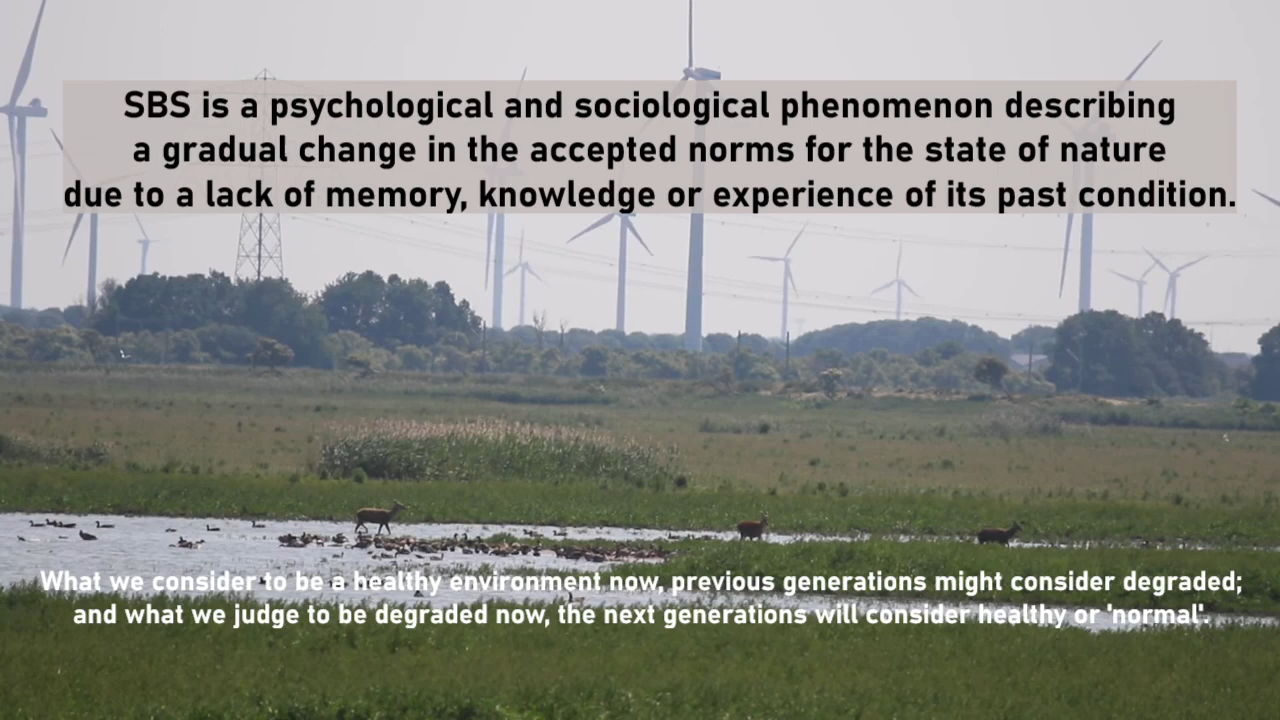 SBS is a psychological and sociological phenomenon describing
a gradual change in the accepted norms for the state of nature
due to a lack of memory, knowledge or experience of its past condition.
What we consider to be a healthy environment now, previous generations might consider degraded;
and what we judge to be degraded now, the next generations will consider healthy or 'normal'.